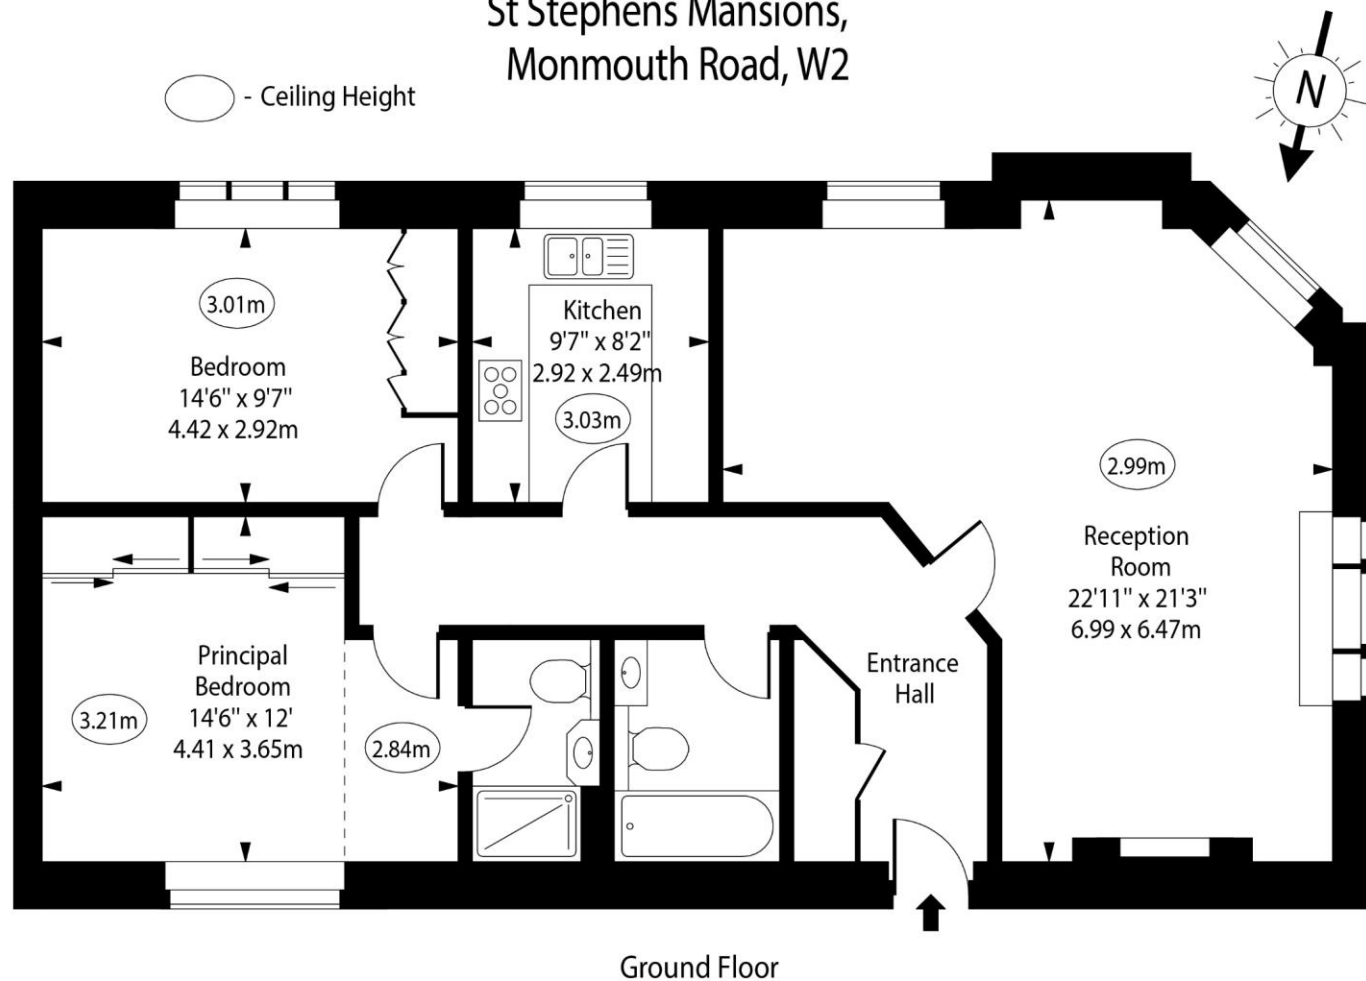 St Stephens Mansions,
Monmouth Road, W2
- Ceiling Height
N
3.01m
Bedroom
14'6" x 9'7"
4.42 x 2.92m
Kitchen
9'7" x 8'2"
2.92 x 2.49m
3.03m
2.99m
Reception
Room
22'11" x 21'3"
6.99 x 6.47m
Principal
Bedroom
14'6" x 12'
4.41 x 3.65m
3.21m
2.84m
Entrance
Hall
Ground Floor